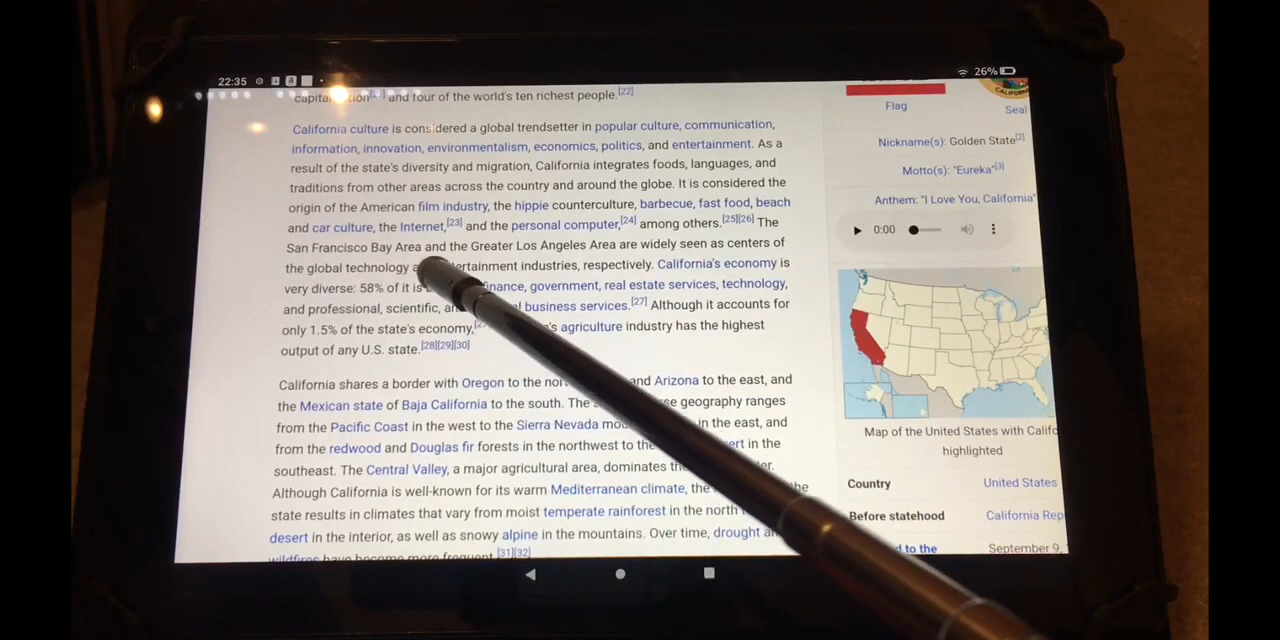 22:35
26%
and four of the world's ten richest people.[22]
California culture is considered a global trendsetter in popular culture, communication,
information, innovation, environmentalism, economics, politics, and entertainment. As a
result of the state's diversity and migration, California integrates foods, languages, and
traditions from other areas across the country and around the globe. It is considered the
origin of the American film industry, the hippie counterculture, barbecue, fast food, beach
and car culture, the Internet,[23] and the personal computer,[24] among others.[25][26] The
San Francisco Bay Area and the Greater Los Angeles Area are widely seen as centers of
the global technology industries, respectively. California's economy is
very diverse: 58% of it is government, real estate services, technology,
and professional, scientific, business services.[27] Although it accounts for
only 1.5% of the state's economy, agriculture industry has the highest
output of any U.S. state.[28][29][30]
California shares a border with Oregon to the and Arizona to the east, and
the Mexican state of Baja California to the south. The geography ranges
from the Pacific Coast in the west to the Sierra Nevada in the east, and
from the redwood and Douglas fir forests in the northwest to the in the
southeast. The Central Valley, a major agricultural area, dominates
Although California is well-known for its warm Mediterranean climate, the
state results in climates that vary from moist temperate rainforest in the north
desert in the interior, as well as snowy alpine in the mountains. Over time, drought
wildfires have become more frequent.[31][32]
Flag
Seal
Nickname(s): Golden State[2]
Motto(s): "Eureka"[3]
Anthem: "I Love You, California"
0:00
Map of the United States with
highlighted
Country United States
Before statehood California
to the September 9,